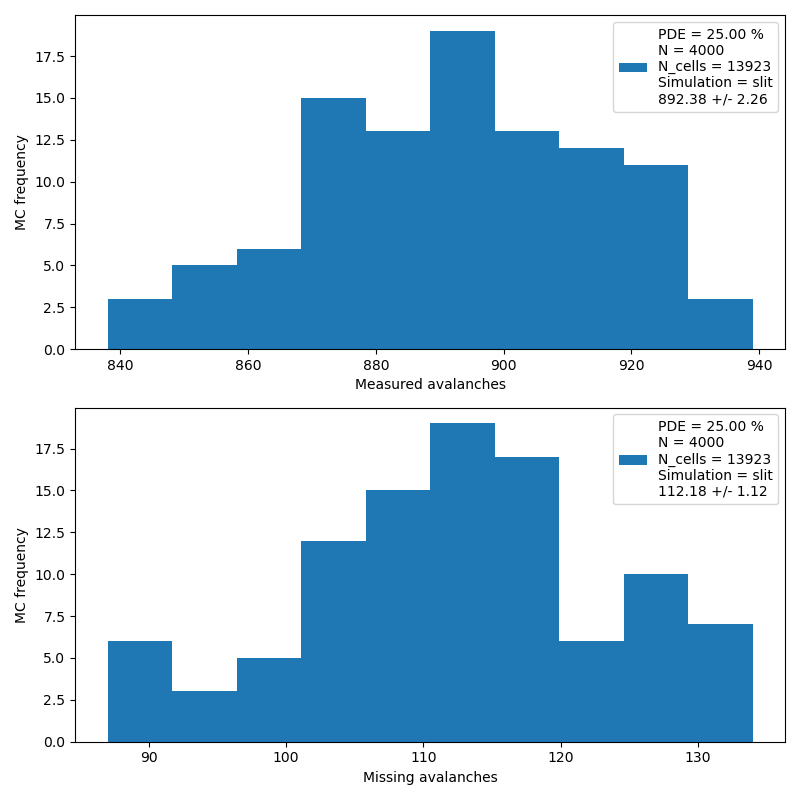 PDE = 25.00 %
N = 4000
N_cells = 13923
Simulation = slit
892.38 +/- 2.26
17.5
15.0
12.5
10.0
7.5
5.0
2.5
0.0
MC frequency
840 860 880 900 920 940
Measured avalanches
PDE = 25.00 %
N = 4000
N_cells = 13923
Simulation = slit
112.18 +/- 1.12
17.5
15.0
12.5
10.0
7.5
5.0
2.5
0.0
MC frequency
90 100 110 120 130
Missing avalanches